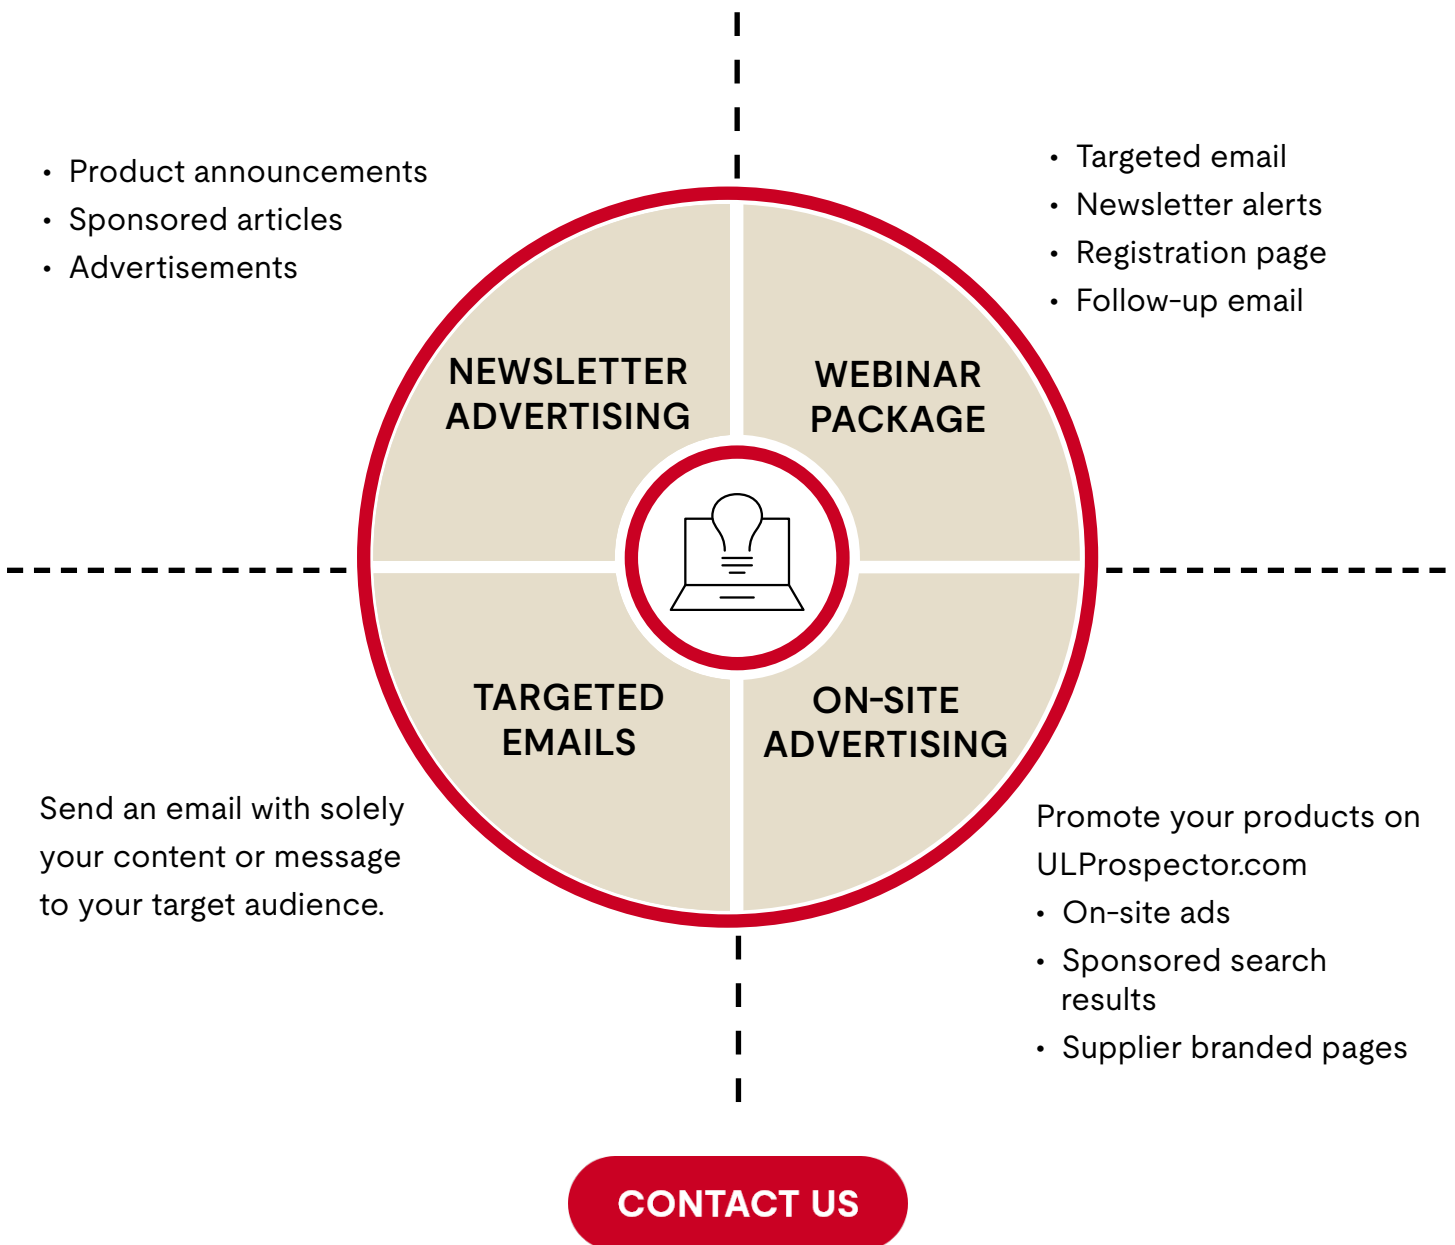 • Product announcements
• Sponsored articles
• Advertisements
• Targeted email
• Newsletter alerts
• Registration page
• Follow-up email
NEWSLETTER
ADVERTISING
WEBINAR
PACKAGE
TARGETED
EMAILS
ON-SITE
ADVERTISING
Send an email with solely
your content or message
to your target audience.
Promote your products on
ULProspector.com
• On-site ads
• Sponsored search
results
• Supplier branded pages
CONTACT US